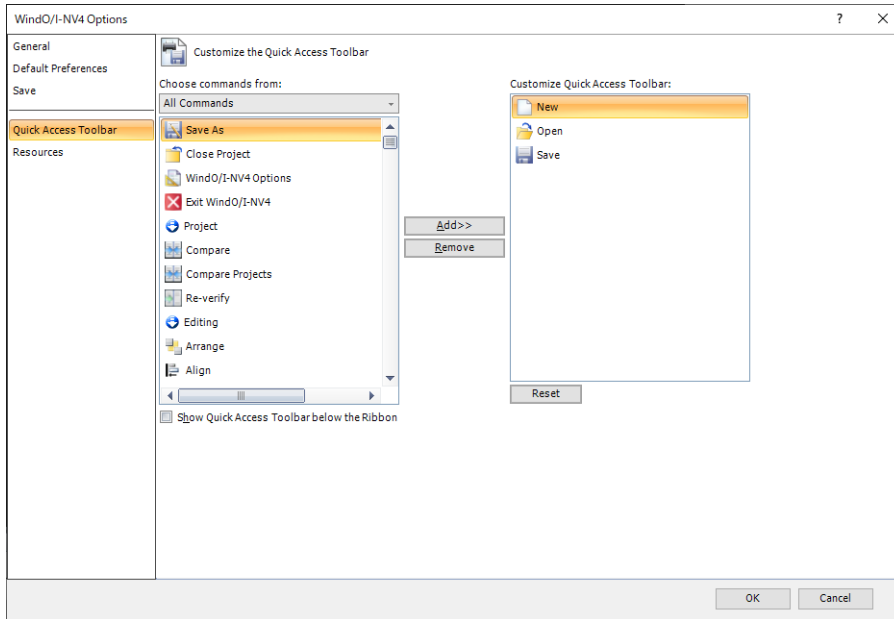 WindO/I-NV4 Options
?
General
Default Preferences
Save
Quick Access Toolbar
Resources
Customize the Quick Access Toolbar
Choose commands from:
All Commands
Save As
Close Project
WindO/I-NV4 Options
Exit WindO/I-NV4
Project
Compare
Compare Projects
Re-verify
Editing
Arrange
Align
Show Quick Access Toolbar below the Ribbon
Add>>
Remove
Customize Quick Access Toolbar:
New
Open
Save
Reset
OK
Cancel